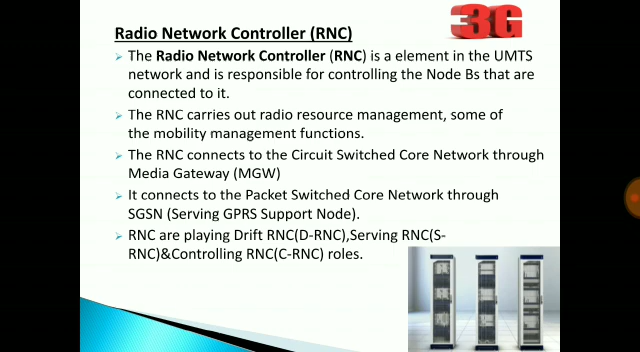 3G
Radio Network Controller (RNC)
The Radio Network Controller (RNC) is a element in the UMTS
network and is responsible for controlling the Node Bs that are
connected to it.
The RNC carries out radio resource management, some of
the mobility management functions.
The RNC connects to the Circuit Switched Core Network through
Media Gateway (MGW)
It connects to the Packet Switched Core Network through
SGSN (Serving GPRS Support Node).
RNC are playing Drift RNC(D-RNC),Serving RNC(S-
RNC)&Controlling RNC(C-RNC) roles.